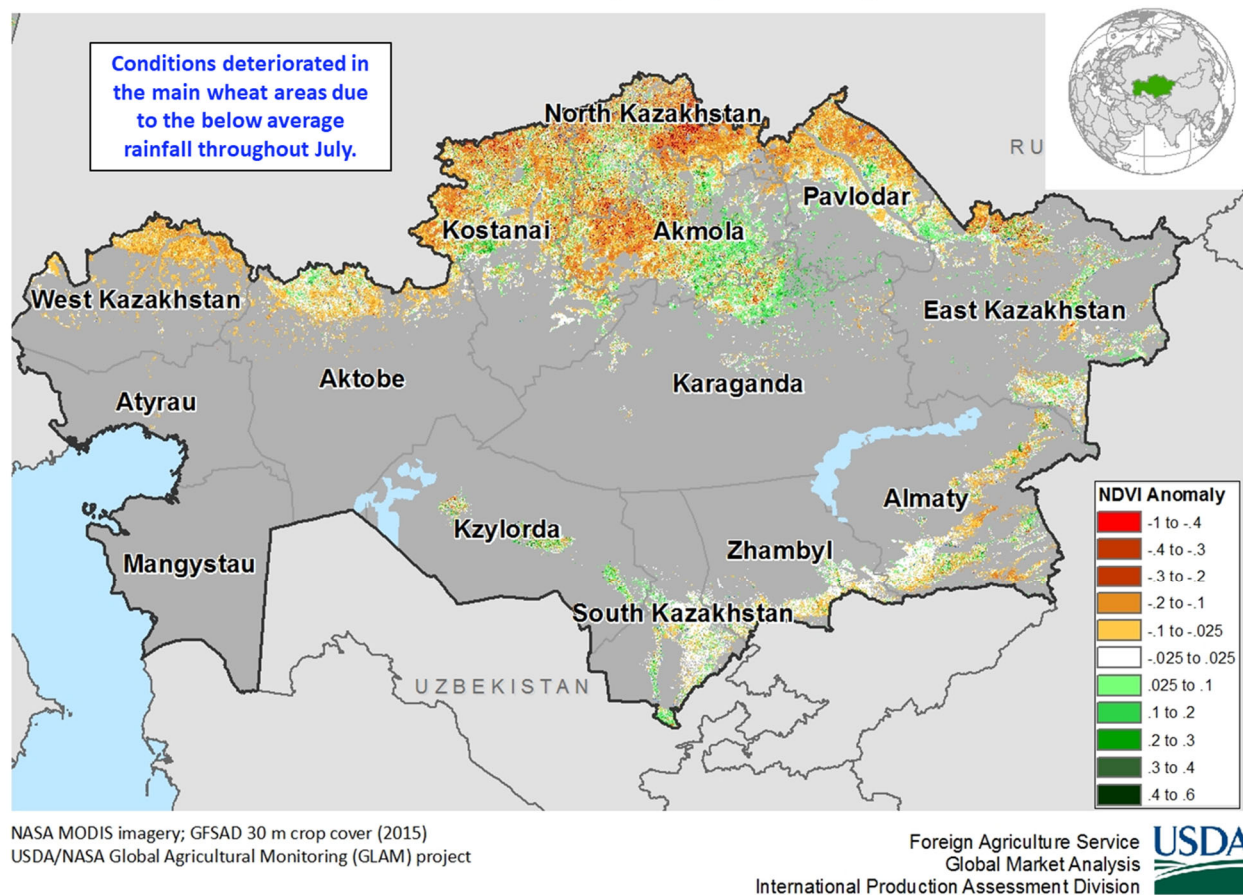 Conditions deteriorated in
the main wheat areas due
to the below average
rainfall throughout July.
North Kazakhstan
RU
Pavlodar
Kostanai
Akmola
West Kazakhstan
East Kazakhstan
Aktobe
Karaganda
Atyrau
Almaty
Kzylorda
Zhambyl
Mangystau
South Kazakhstan
UZBEKISTAN
NDVI Anomaly
-1 to -.4
-.4 to -.3
-.3 to -.2
-.2 to -.1
-.1 to -.025
-.025 to .025
.025 to .1
.1 to .2
.2 to .3
.3 to .4
.4 to .6
NASA MODIS imagery; GFSAD 30 m crop cover (2015)
USDA/NASA Global Agricultural Monitoring (GLAM) project
Foreign Agriculture Service
Global Market Analysis
International Production Assessment Division
USDA